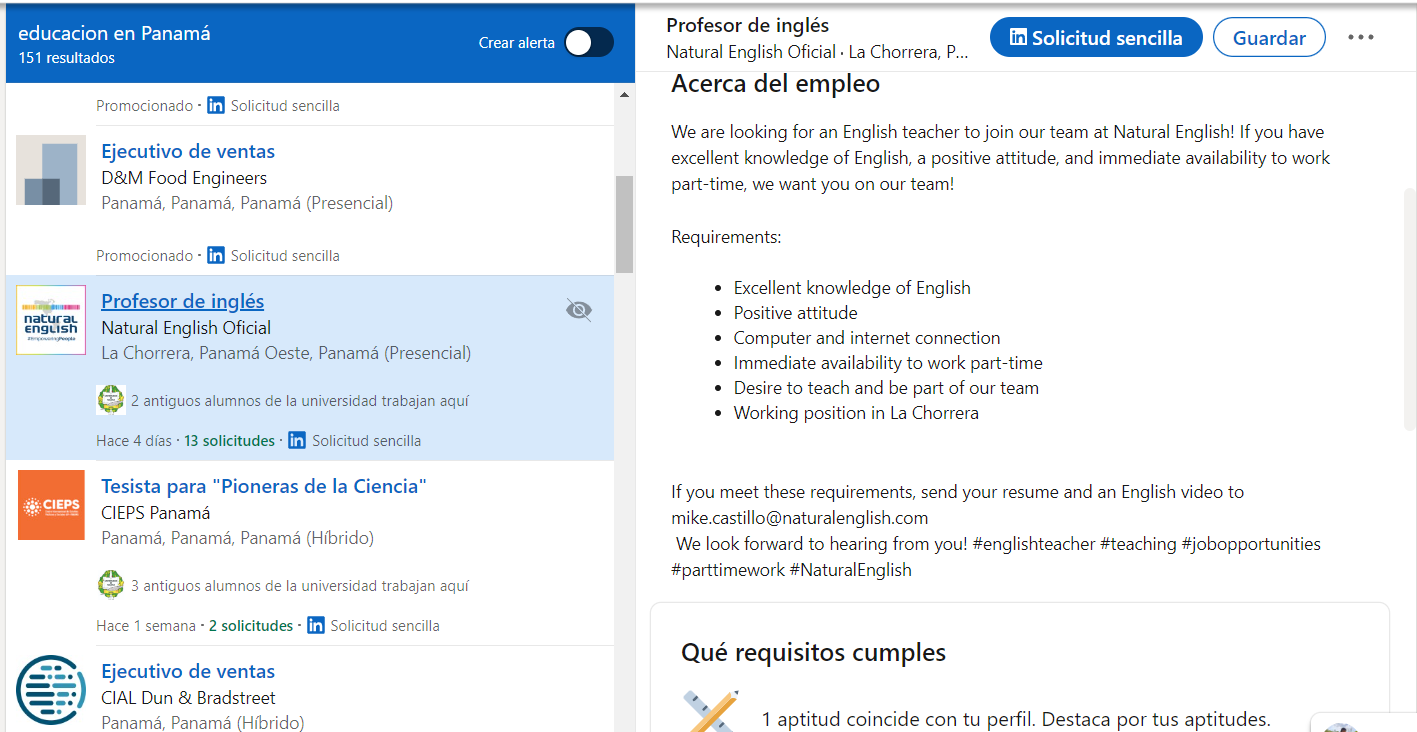 educacion en Panamá
151 resultados
Crear alerta
Promocionado · in Solicitud sencilla
Ejecutivo de ventas
D&M Food Engineers
Panamá, Panamá, Panamá (Presencial)
Promocionado · in Solicitud sencilla
natural
english
#EmpoweringPeople
Profesor de inglés
Natural English Oficial
La Chorrera, Panamá Oeste, Panamá (Presencial)
2 antiguos alumnos de la universidad trabajan aquí
Hace 4 días · 13 solicitudes · in Solicitud sencilla
CIEPS
Tesista para "Pioneras de la Ciencia"
CIEPS Panamá
Panamá, Panamá, Panamá (Híbrido)
3 antiguos alumnos de la universidad trabajan aquí
Hace 1 semana · 2 solicitudes · in Solicitud sencilla
Ejecutivo de ventas
CIAL Dun & Bradstreet
Panamá, Panamá (Híbrido)
Profesor de inglés
Natural English Oficial · La Chorrera, P...
in Solicitud sencilla
Guardar
Acerca del empleo
We are looking for an English teacher to join our team at Natural English! If you have
excellent knowledge of English, a positive attitude, and immediate availability to work
part-time, we want you on our team!
Requirements:
• Excellent knowledge of English
• Positive attitude
• Computer and internet connection
• Immediate availability to work part-time
• Desire to teach and be part of our team
• Working position in La Chorrera
If you meet these requirements, send your resume and an English video to
mike.castillo@naturalenglish.com
We look forward to hearing from you! #englishteacher #teaching #jobopportunities
#parttimework #NaturalEnglish
Qué requisitos cumples
1 aptitud coincide con tu perfil. Destaca por tus aptitudes.